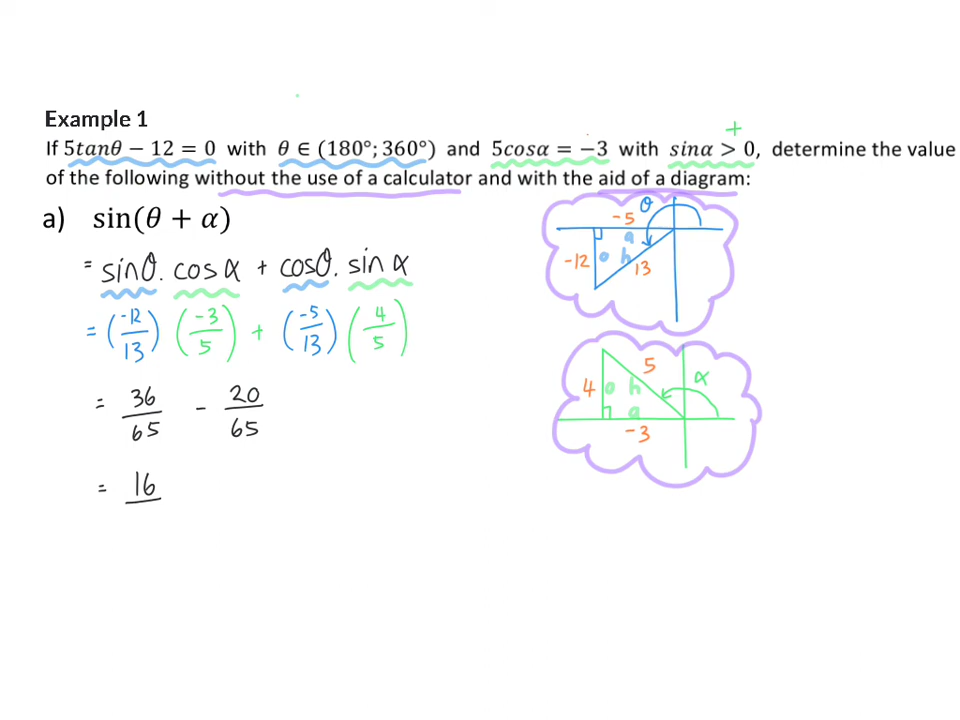 Example 1
+
If 5tanθ − 12 = 0 with θ ∈ (180°; 360°) and 5cosα = −3 with sinα > 0, determine the value
of the following without the use of a calculator and with the aid of a diagram:
a) sin(θ + α)
= sinθ. cosα + cosθ. sinα
= (-12/13) (-3/5) + (-5/13) (4/5)
= 36/65 - 20/65
= 16
θ
-5
a
-12 o h 13
5 α
4 o h
a
-3